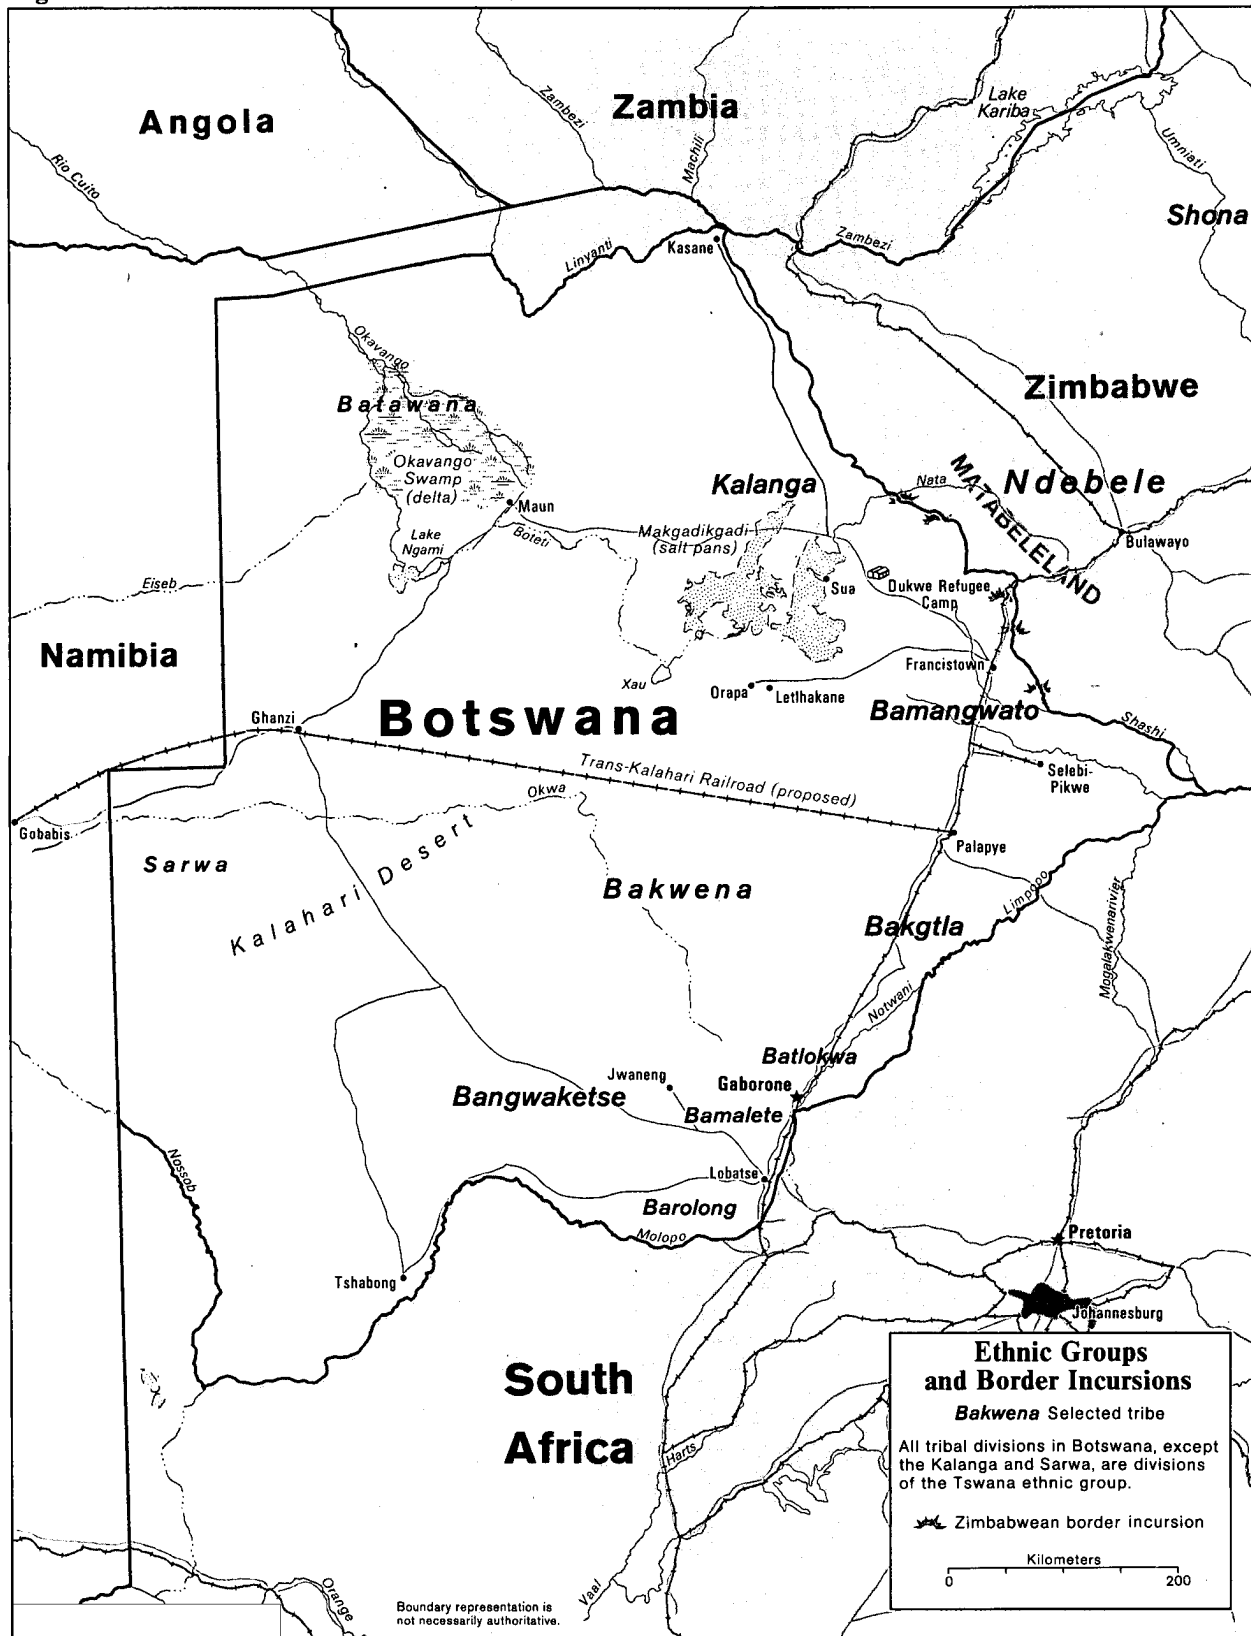 Angola
Zambia
Zambezi
Machili
Lake
Kariba
Umniati
Rio Cuito
Shona
Linyanti
Kasane
Zambezi
Okavango
Zimbabwe
Batawana
Okavango
Swamp
(delta)
Kalanga
Nata
Ndebele
MATABELELAND
Maun
Makgadikgadi
(salt pans)
Bulawayo
Lake
Ngami
Boteti
Eiseb
Sua
Dukwe Refugee
Camp
Namibia
Francistown
Xau
Orapa
Letlhakane
Ghanzi
Botswana
Bamangwato
Shashi
Trans-Kalahari Railroad (proposed)
Selebi-
Pikwe
Okwa
Gobabis
Palapye
Sarwa
Kalahari Desert
Bakwena
Limpopo
Mogalakwenarivier
Bakgtla
Notwani
Batlokwa
Jwaneng
Gaborone
Bangwaketse
Bamalete
Nossob
Lobatse
Barolong
Molopo
Pretoria
Tshabong
Johannesburg
South
Africa
Harts
Vaal
Orange
Ethnic Groups
and Border Incursions
Bakwena Selected tribe
All tribal divisions in Botswana, except
the Kalanga and Sarwa, are divisions
of the Tswana ethnic group.
Zimbabwean border incursion
Kilometers
0 200
Boundary representation is
not necessarily authoritative.